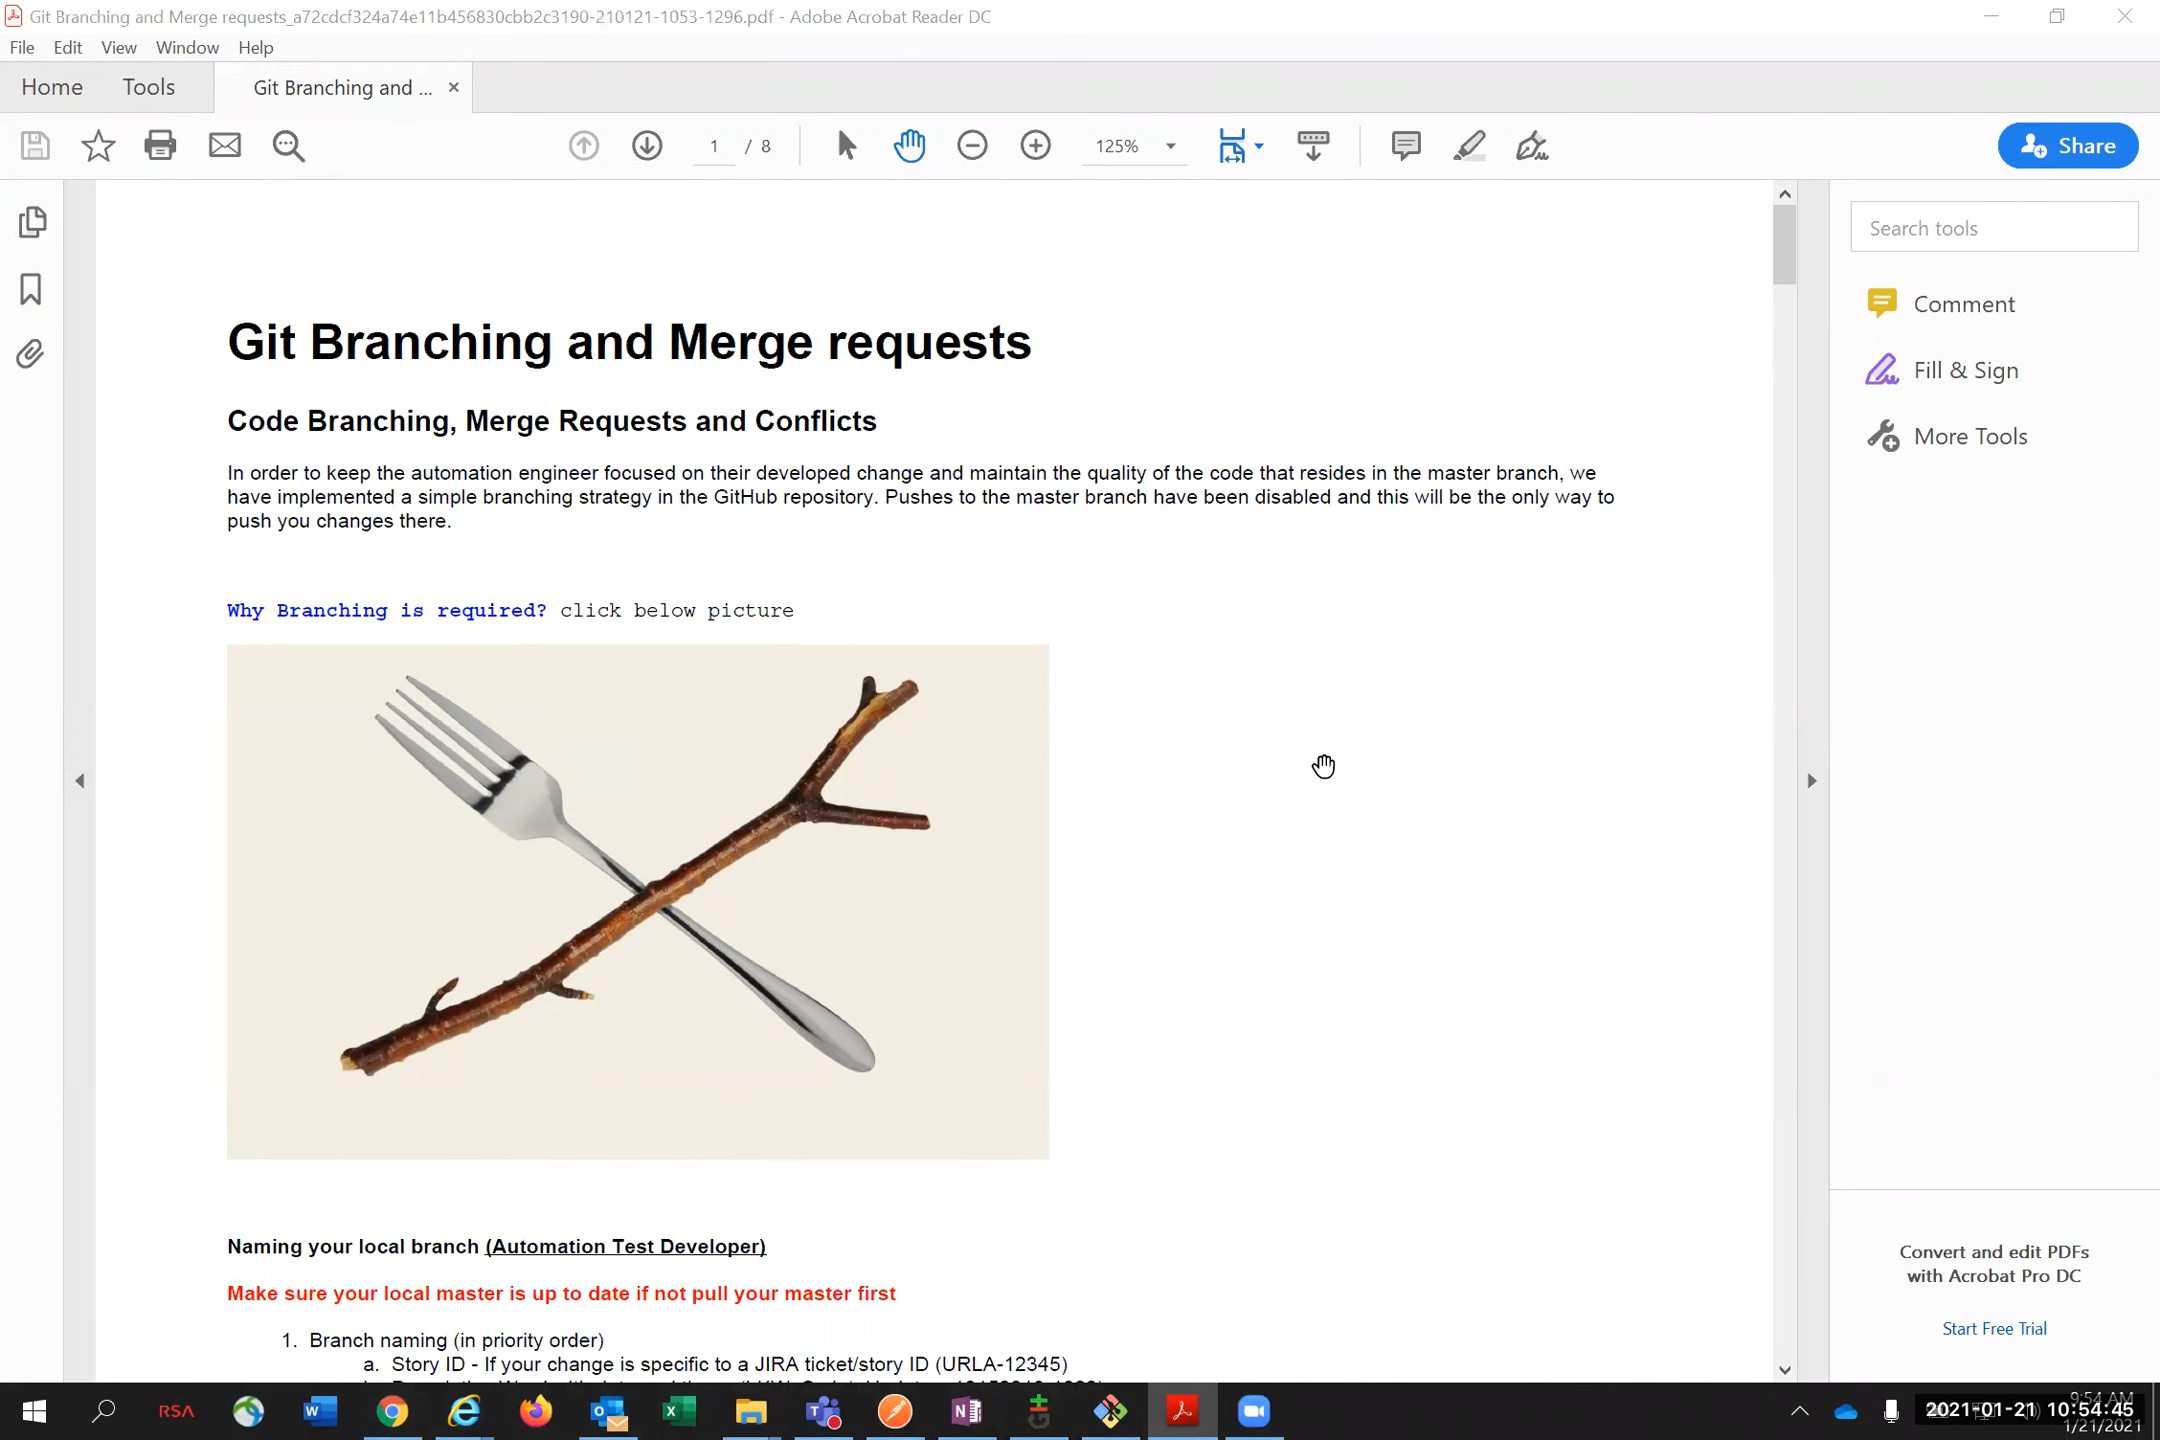 Git Branching and Merge requests_a72cdcf324a74e11b456830cbb2c3190-210121-1053-1296.pdf - Adobe Acrobat Reader DC
File Edit View Window Help
Home Tools Git Branching and ...
1 / 8 125% Share
Search tools
Comment
Fill & Sign
More Tools
Git Branching and Merge requests
Code Branching, Merge Requests and Conflicts
In order to keep the automation engineer focused on their developed change and maintain the quality of the code that resides in the master branch, we
have implemented a simple branching strategy in the GitHub repository. Pushes to the master branch have been disabled and this will be the only way to
push you changes there.
Why Branching is required? click below picture
Naming your local branch (Automation Test Developer)
Make sure your local master is up to date if not pull your master first
1. Branch naming (in priority order)
a. Story ID - If your change is specific to a JIRA ticket/story ID (URLA-12345)
Convert and edit PDFs
with Acrobat Pro DC
Start Free Trial
RSA
9:54 AM
2021-01-21 10:54:45
1/21/2021